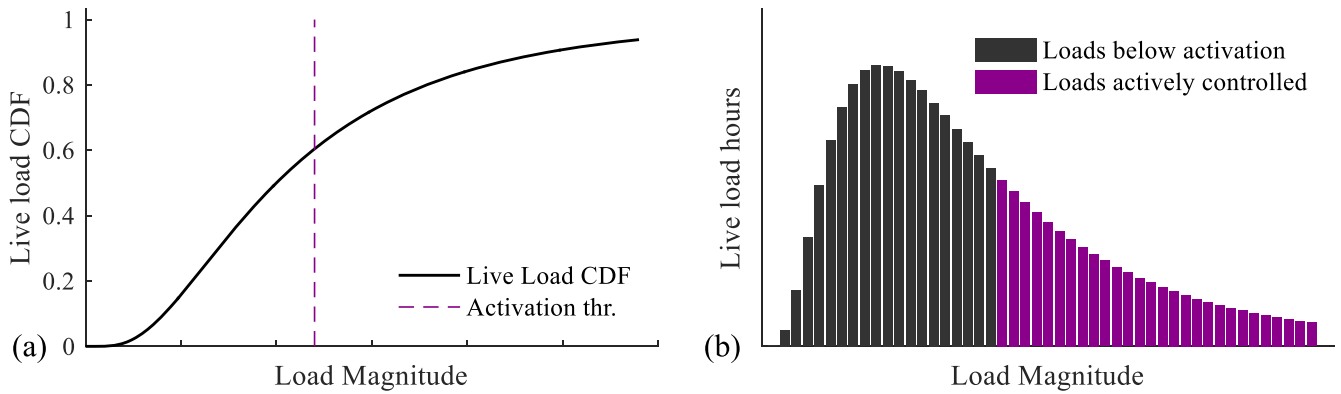 1
0.8
0.6
0.4
0.2
0
Live load CDF
Live Load CDF
Activation thr.
(a)
Load Magnitude
Loads below activation
Loads actively controlled
Live load hours
(b)
Load Magnitude